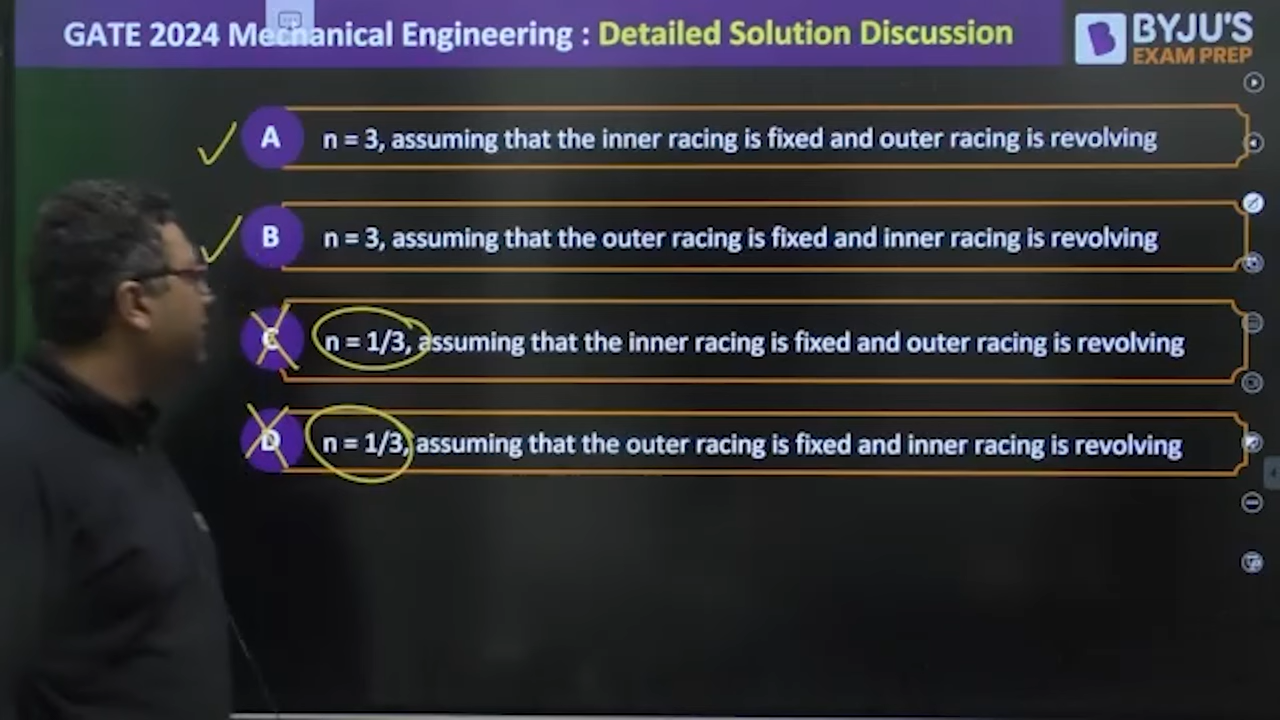 GATE 2024 Mechanical Engineering : Detailed Solution Discussion
BYJU'S
EXAM PREP
A n = 3, assuming that the inner racing is fixed and outer racing is revolving
B n = 3, assuming that the outer racing is fixed and inner racing is revolving
C n = 1/3, assuming that the inner racing is fixed and outer racing is revolving
D n = 1/3, assuming that the outer racing is fixed and inner racing is revolving